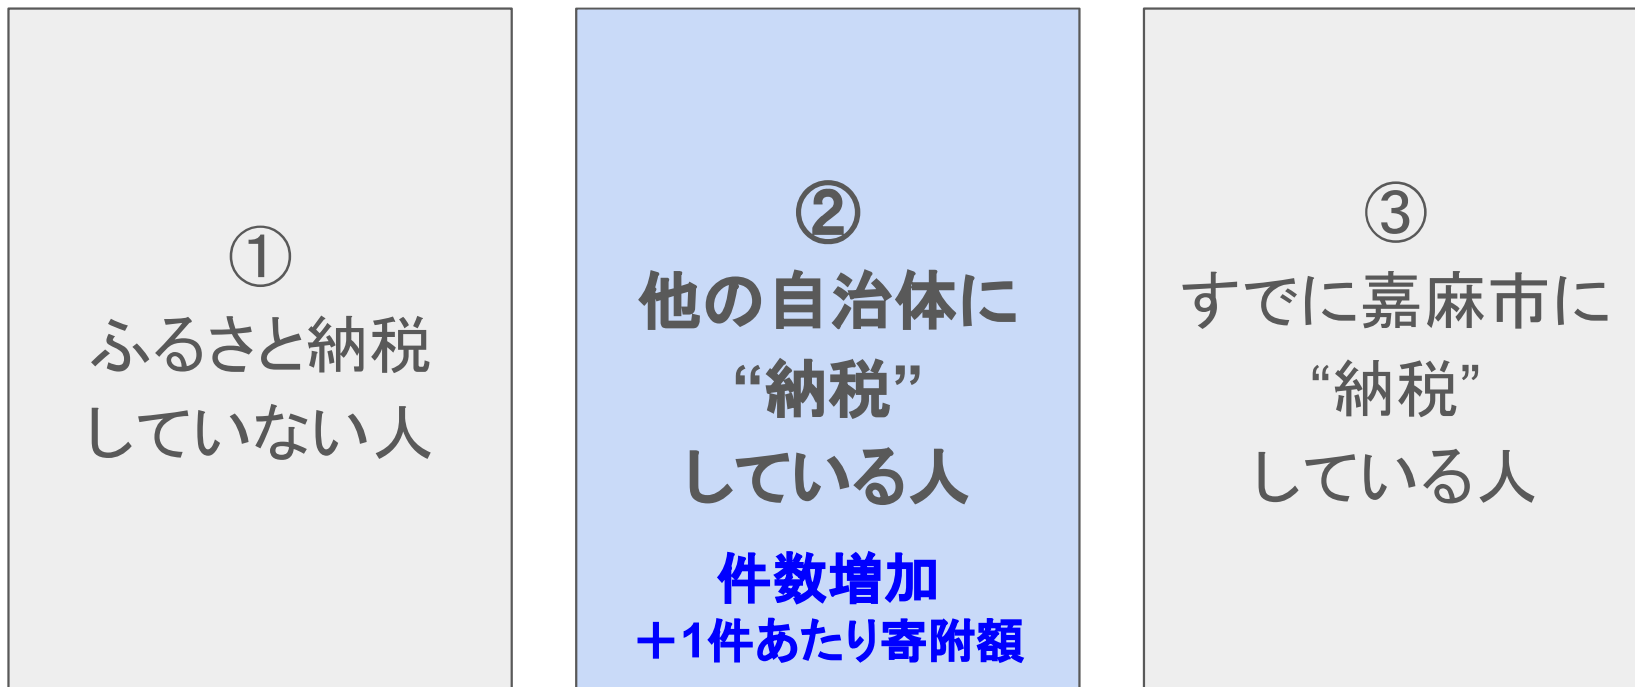 ①
ふるさと納税
していない人
②
他の自治体に
“納税”
している人
件数増加
＋1件あたり寄附額
③
すでに嘉麻市に
“納税”
している人